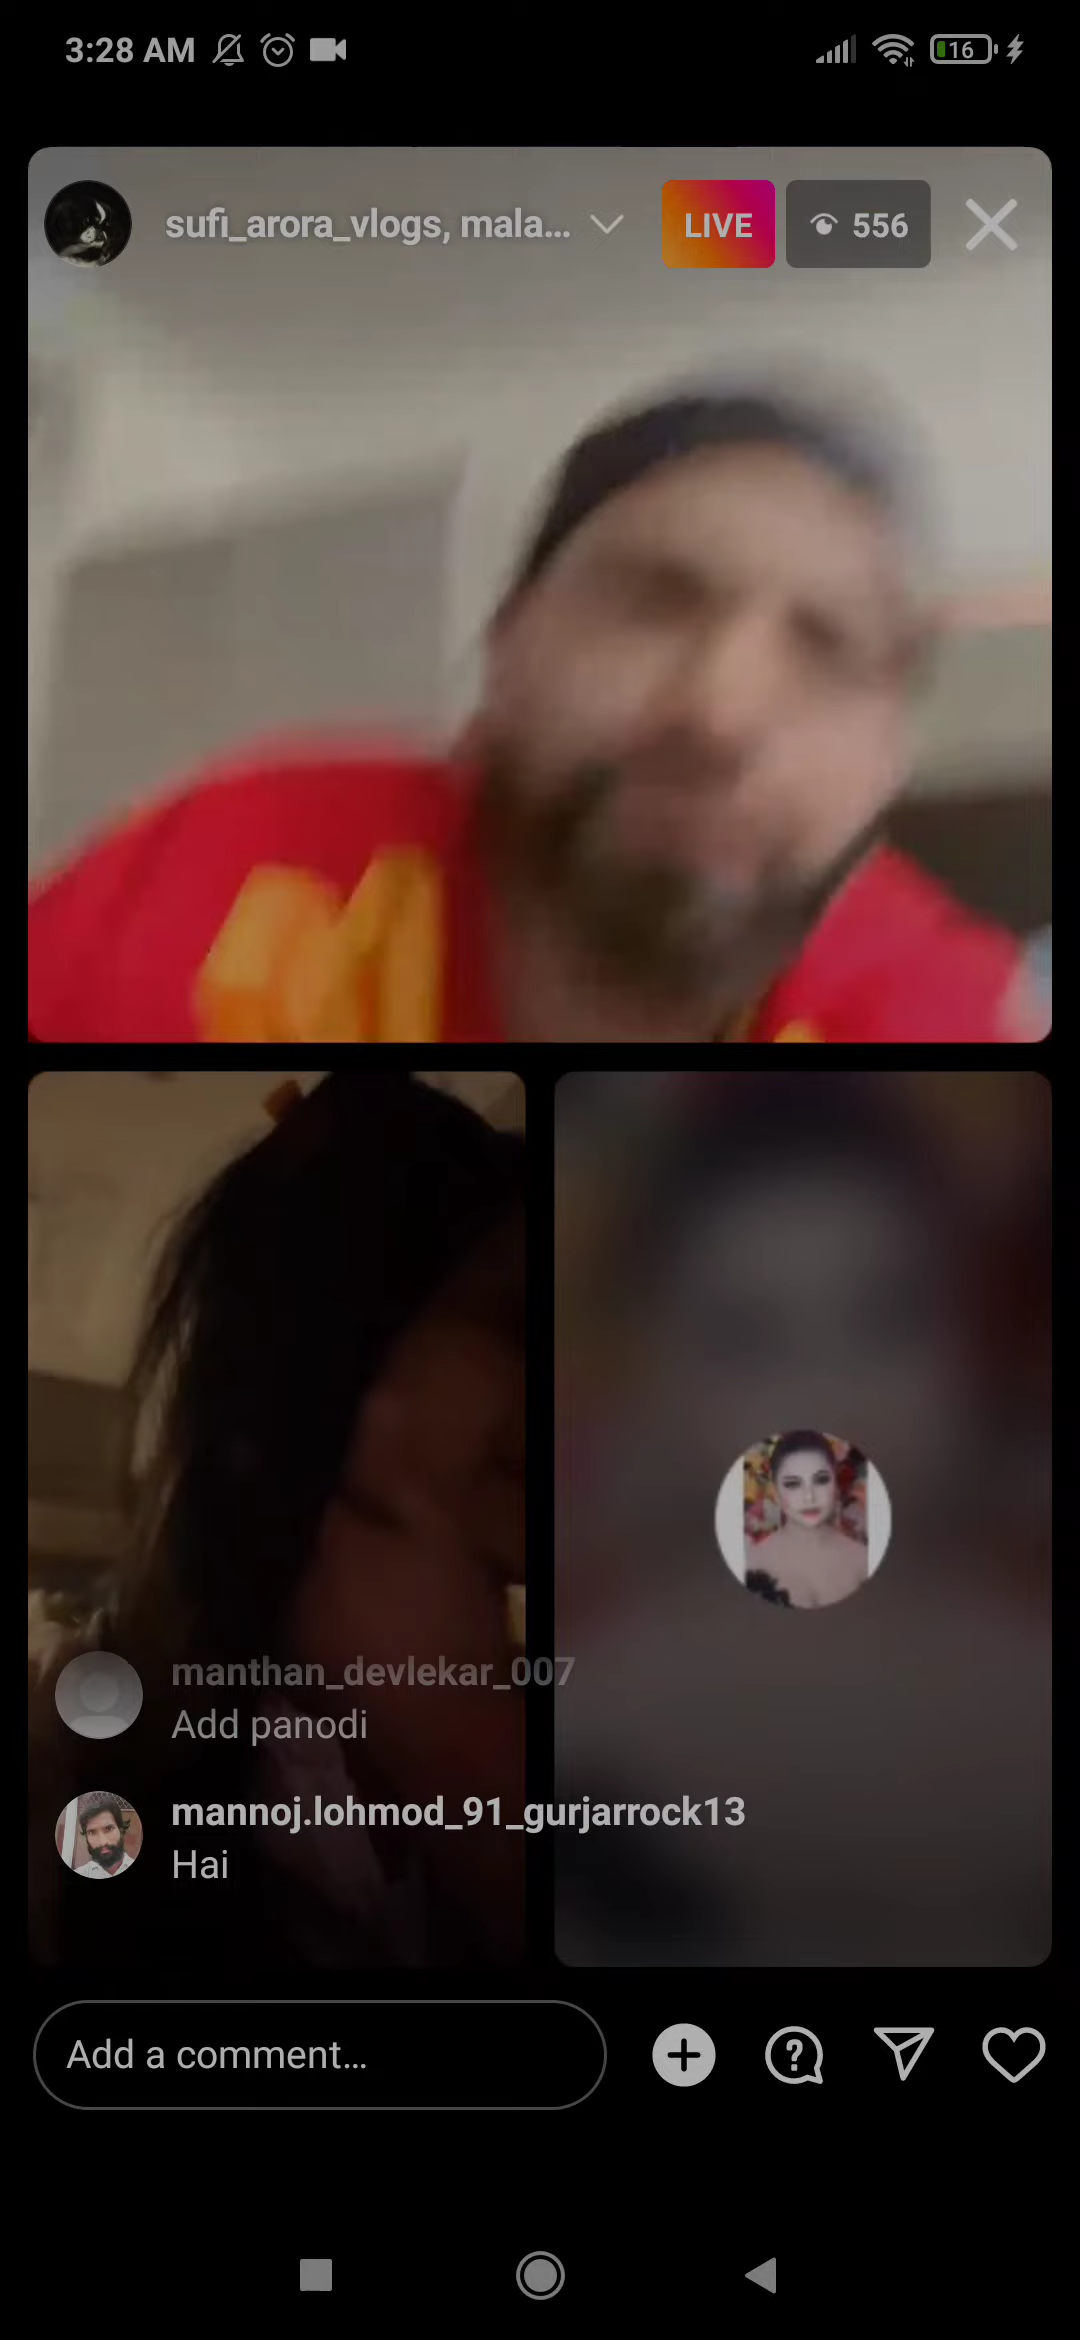 3:28 AM
16
sufi_arora_vlogs, mala...
LIVE
556
manthan_devlekar_007
Add panodi
mannoj.lohmod_91_gurjarrock13
Hai
Add a comment...